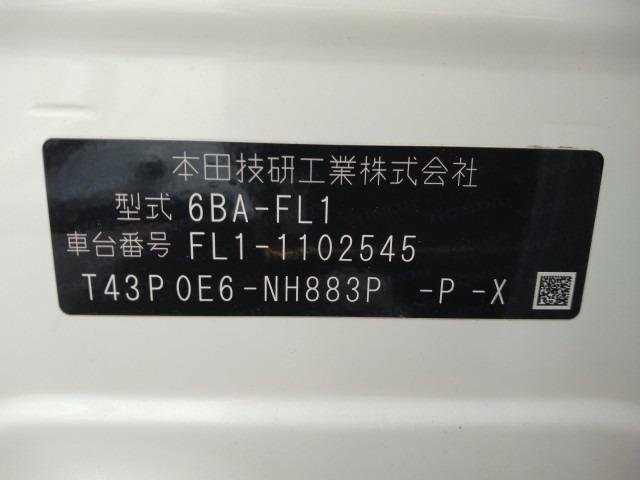 本田技研工業株式会社
型式 6BA-FL1
車台番号 FL1-1102545
T43P0E6-NH883P -P-X